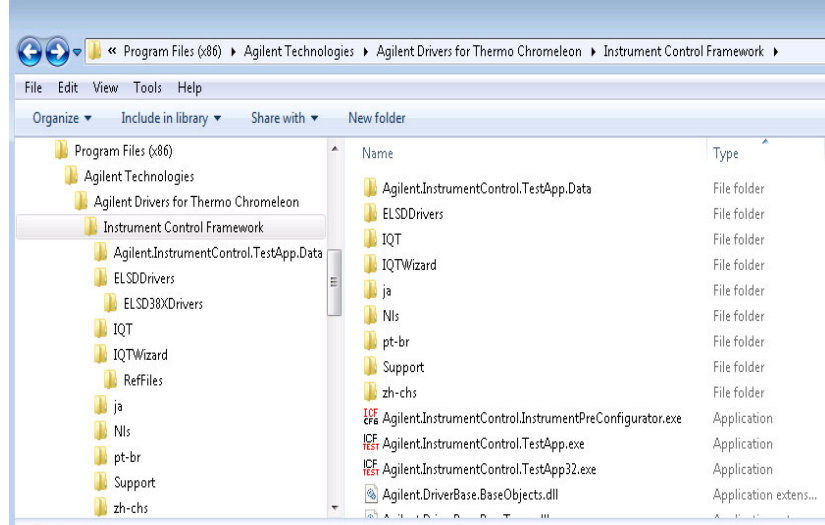 « Program Files (x86) Agilent Technologies Agilent Drivers for Thermo Chromeleon Instrument Control Framework
File Edit View Tools Help
Organize Include in library Share with New folder
Program Files (x86)
Agilent Technologies
Agilent Drivers for Thermo Chromeleon
Instrument Control Framework
Agilent.InstrumentControl.TestApp.Data
ELSDDrivers
ELSD38XDrivers
IQT
IQTWizard
RefFiles
ja
Nls
pt-br
Support
zh-chs
Name Type
Agilent.InstrumentControl.TestApp.Data File folder
ELSDDrivers File folder
IQT File folder
IQTWizard File folder
ja File folder
Nls File folder
pt-br File folder
Support File folder
zh-chs File folder
ICF CFG Agilent.InstrumentControl.InstrumentPreConfigurator.exe Application
ICF TEST Agilent.InstrumentControl.TestApp.exe Application
ICF TEST Agilent.InstrumentControl.TestApp32.exe Application
Agilent.DriverBase.BaseObjects.dll Application extens...